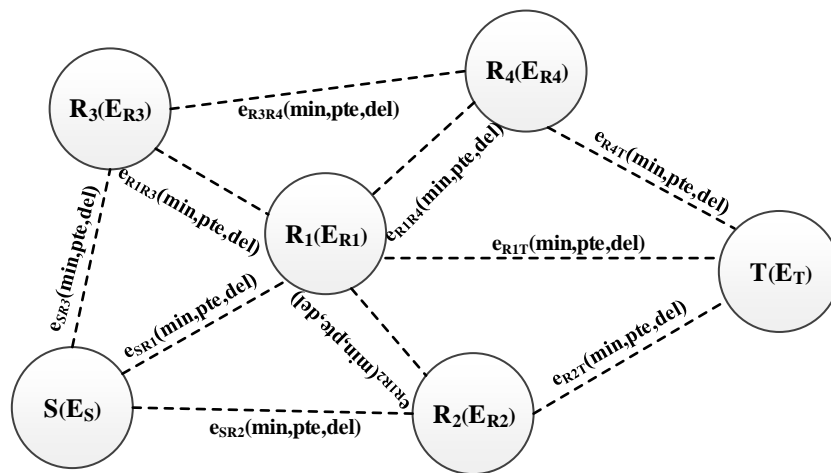 R4(ER4)
R3(ER3)
eR3R4(min,pte,del)
eR4T(min,pte,del)
eR1R3(min,pte,del)
eR1R4(min,pte,del)
R1(ER1)
eR1T(min,pte,del)
T(ET)
eSR3(min,pte,del)
eSR1(min,pte,del)
eR1R2(min,pte,del)
eR2T(min,pte,del)
S(ES)
R2(ER2)
eSR2(min,pte,del)